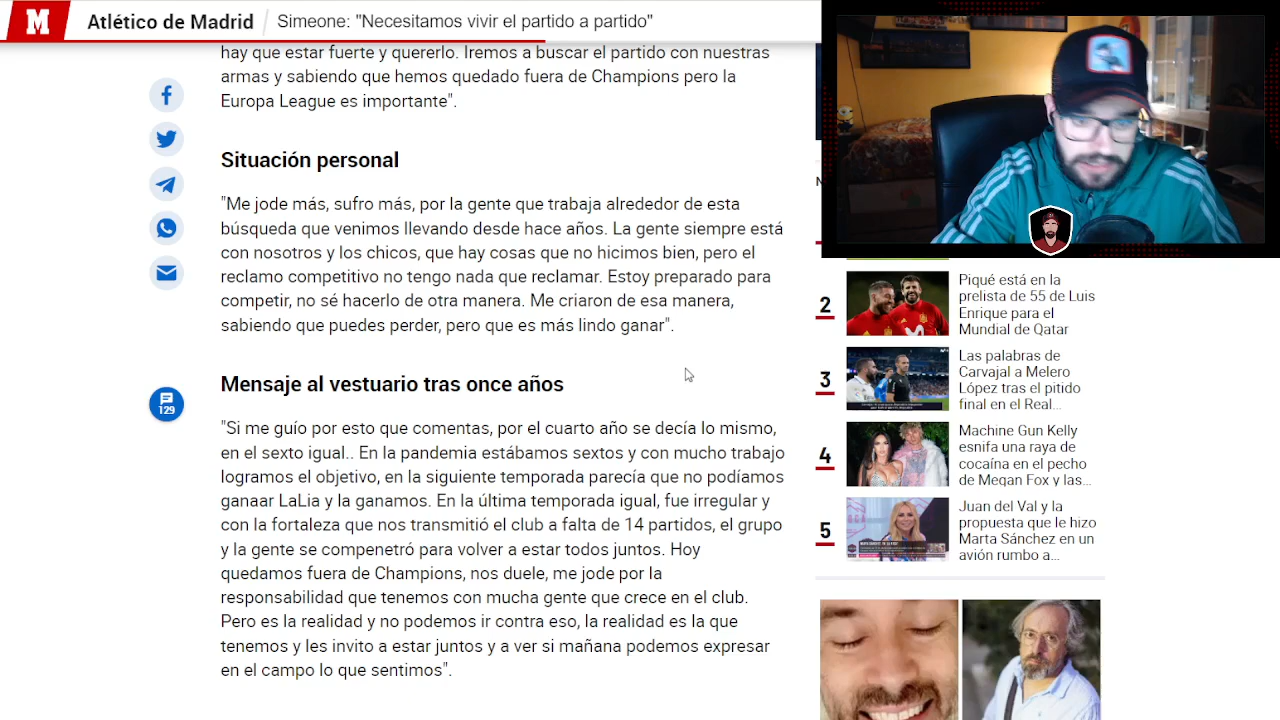 M
Atlético de Madrid
Simeone: "Necesitamos vivir el partido a partido"
hay que estar fuerte y quererlo. Iremos a buscar el partido con nuestras
armas y sabiendo que hemos quedado fuera de Champions pero la
Europa League es importante".
Situación personal
"Me jode más, sufro más, por la gente que trabaja alrededor de esta
búsqueda que venimos llevando desde hace años. La gente siempre está
con nosotros y los chicos, que hay cosas que no hicimos bien, pero el
reclamo competitivo no tengo nada que reclamar. Estoy preparado para
competir, no sé hacerlo de otra manera. Me criaron de esa manera,
sabiendo que puedes perder, pero que es más lindo ganar".
Mensaje al vestuario tras once años
129
"Si me guío por esto que comentas, por el cuarto año se decía lo mismo,
en el sexto igual.. En la pandemia estábamos sextos y con mucho trabajo
logramos el objetivo, en la siguiente temporada parecía que no podíamos
ganaar LaLia y la ganamos. En la última temporada igual, fue irregular y
con la fortaleza que nos transmitió el club a falta de 14 partidos, el grupo
y la gente se compenetró para volver a estar todos juntos. Hoy
quedamos fuera de Champions, nos duele, me jode por la
responsabilidad que tenemos con mucha gente que crece en el club.
Pero es la realidad y no podemos ir contra eso, la realidad es la que
tenemos y les invito a estar juntos y a ver si mañana podemos expresar
en el campo lo que sentimos".
2
Piqué está en la
prelista de 55 de Luis
Enrique para el
Mundial de Qatar
3
Las palabras de
Carvajal a Melero
López tras el pitido
final en el Real...
4
Machine Gun Kelly
esnifa una raya de
cocaína en el pecho
de Megan Fox y las...
5
Juan del Val y la
propuesta que le hizo
Marta Sánchez en un
avión rumbo a...